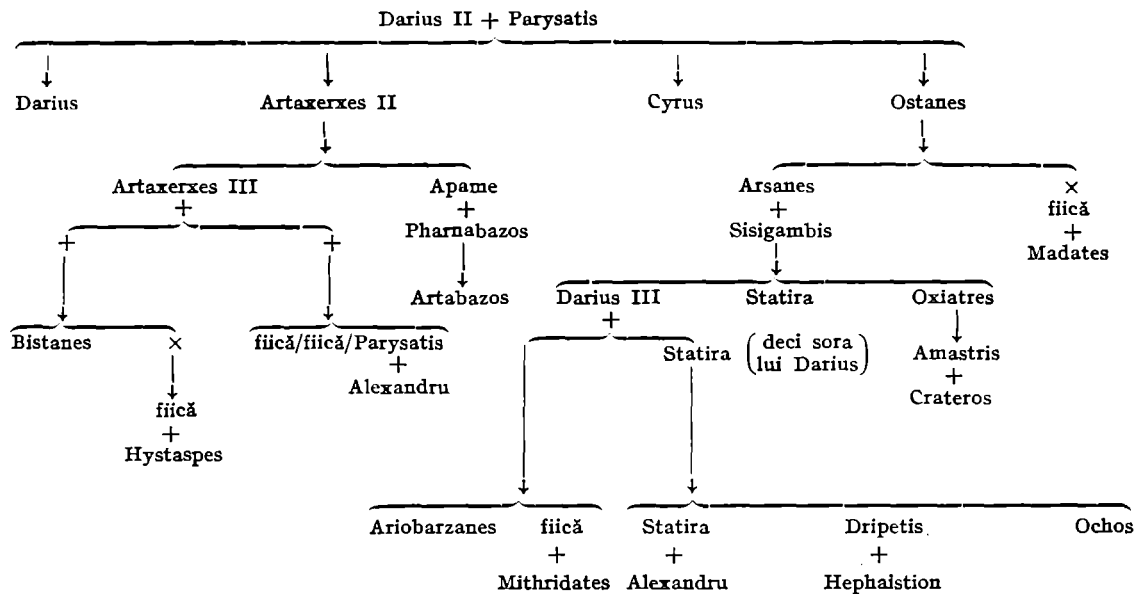 Darius II + Parysatis
Darius Artaxerxes II Cyrus Ostanes
Artaxerxes III Apame Arsanes ×
+ + + fiică
Pharnabazos Sisigambis +
+ + Madates
Artabazos Darius III Statira Oxiatres
+
Bistanes × fiică/fiică/Parysatis Statira (deci sora lui Darius) Amastris
+ +
Alexandru Crateros
fiică
+
Hystaspes
Ariobarzanes fiică Statira Dripetis Ochos
+ + +
Mithridates Alexandru Hephaistion